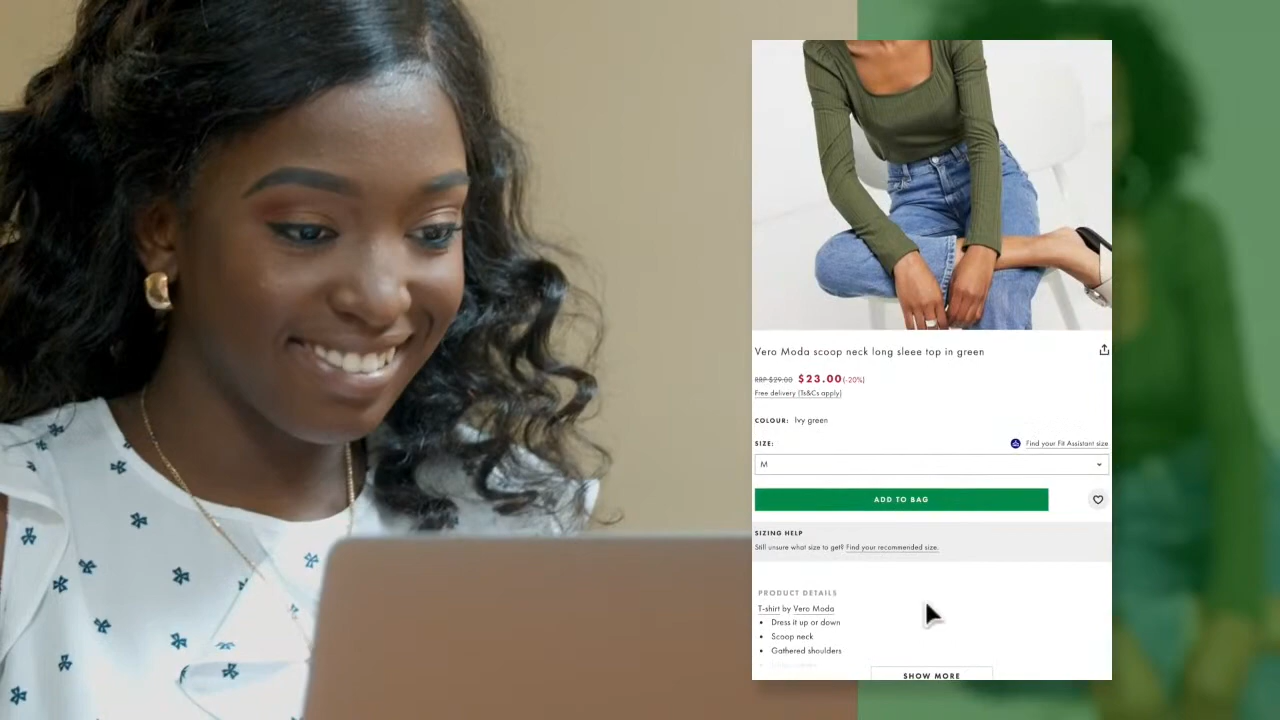 Vero Moda scoop neck long sleee top in green
RRP $29.00 $23.00 (-20%)
Free delivery (Ts&Cs apply)
COLOUR: Ivy green
SIZE: Find your Fit Assistant size
M
ADD TO BAG
SIZING HELP
Still unsure what size to get? Find your recommended size.
PRODUCT DETAILS
T-shirt by Vero Moda
Dress it up or down
Scoop neck
Gathered shoulders
SHOW MORE